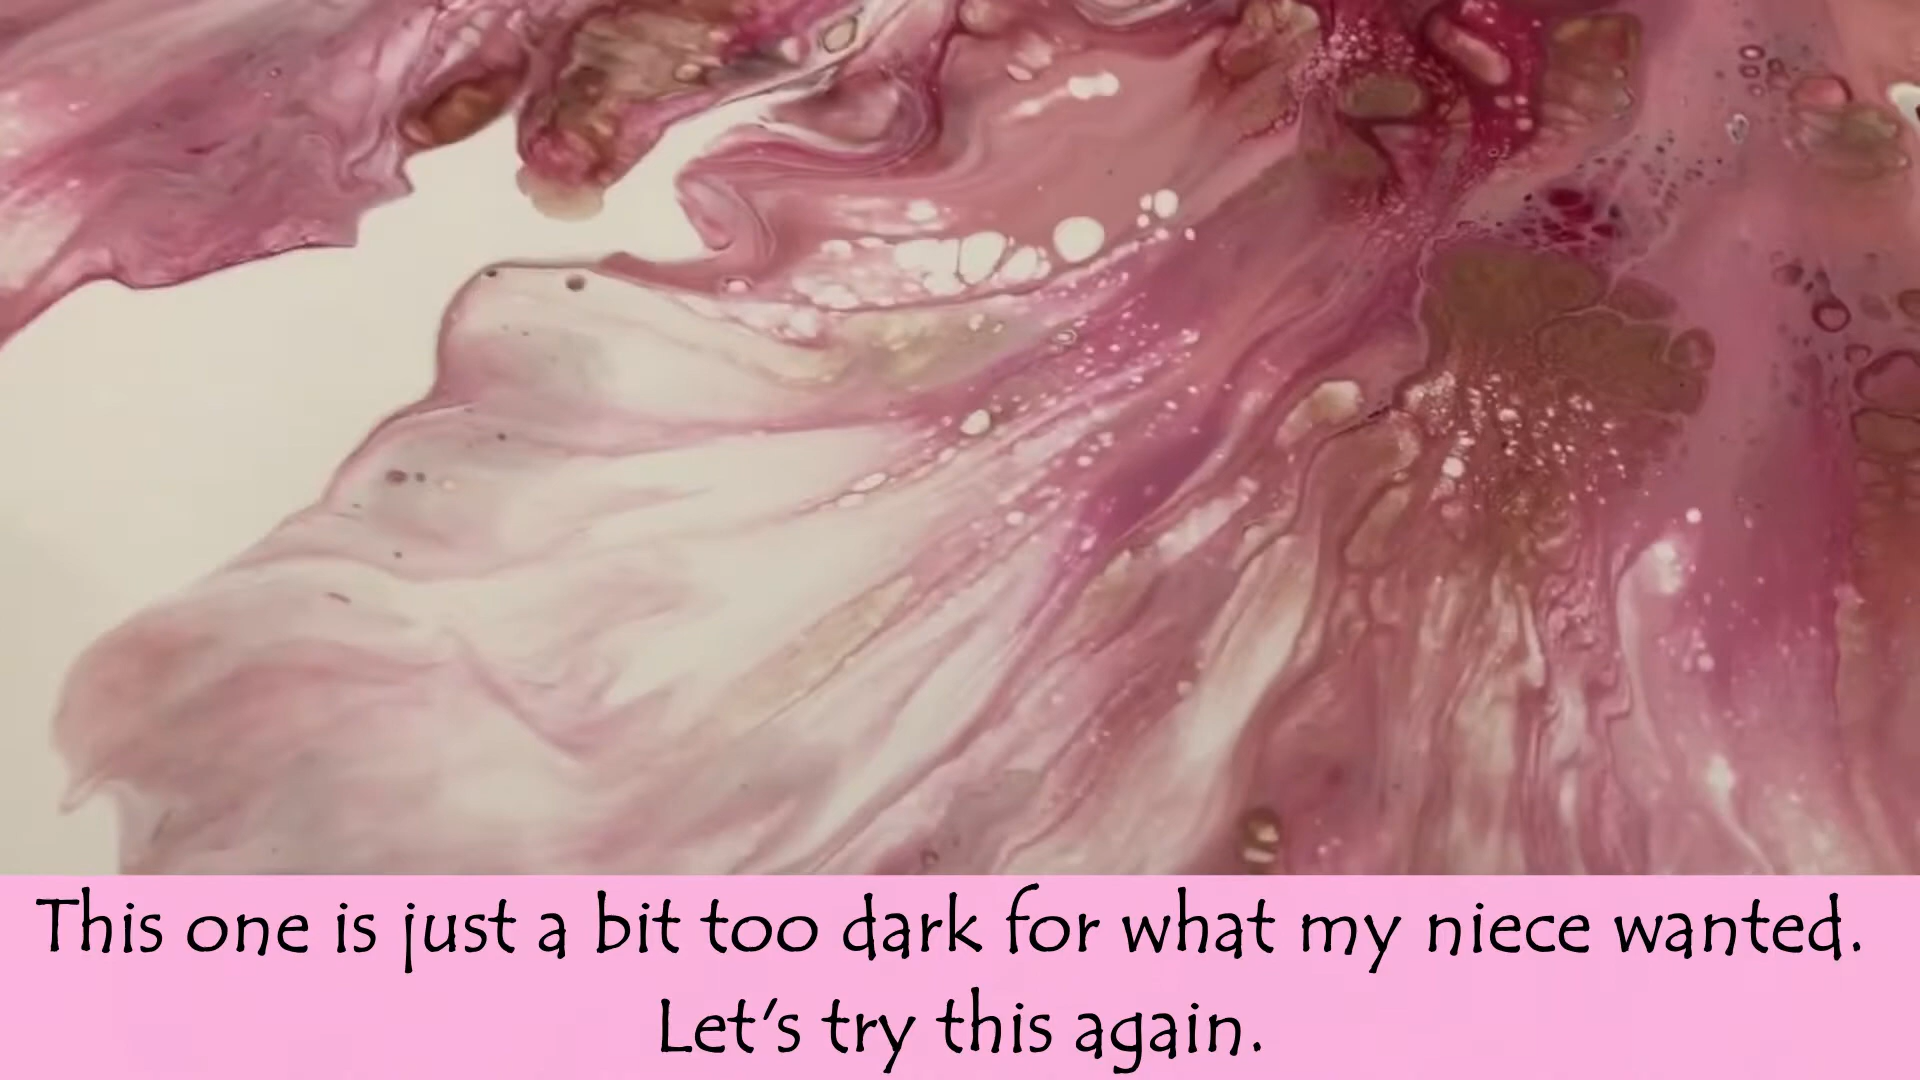 This one is just a bit too dark for what my niece wanted.
Let's try this again.